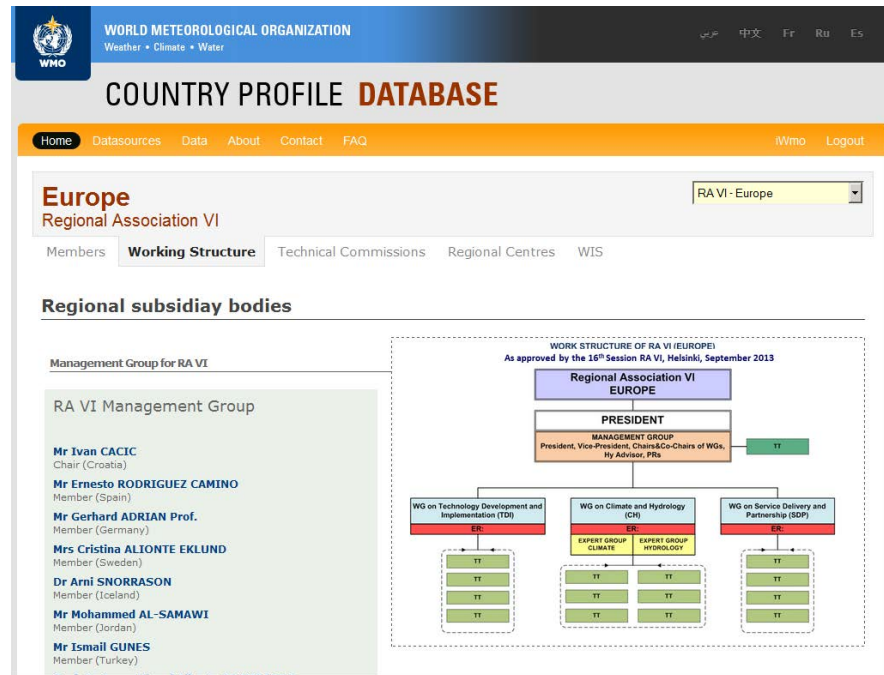 WMO
WORLD METEOROLOGICAL ORGANIZATION
Weather • Climate • Water
عربي 中文 Fr Ru Es
COUNTRY PROFILE DATABASE
Home Datasources Data About Contact FAQ iWmo Logout
Europe
Regional Association VI
RA VI - Europe
Members Working Structure Technical Commissions Regional Centres WIS
Regional subsidiay bodies
Management Group for RA VI
RA VI Management Group
Mr Ivan CACIC
Chair (Croatia)
Mr Ernesto RODRIGUEZ CAMINO
Member (Spain)
Mr Gerhard ADRIAN Prof.
Member (Germany)
Mrs Cristina ALIONTE EKLUND
Member (Sweden)
Dr Arni SNORRASON
Member (Iceland)
Mr Mohammed AL-SAMAWI
Member (Jordan)
Mr Ismail GUNES
Member (Turkey)
WORK STRUCTURE OF RA VI (EUROPE)
As approved by the 16th Session RA VI, Helsinki, September 2013
Regional Association VI
EUROPE
PRESIDENT
MANAGEMENT GROUP
President, Vice-President, Chairs&Co-Chairs of WGs,
Hy Advisor, PRs
TT
WG on Technology Development and
Implementation (TDI)
ER:
TT
TT
TT
TT
WG on Climate and Hydrology
(CH)
ER:
EXPERT GROUP
CLIMATE
EXPERT GROUP
HYDROLOGY
TT TT
TT TT
TT TT
WG on Service Delivery and
Partnership (SDP)
ER:
TT
TT
TT
TT